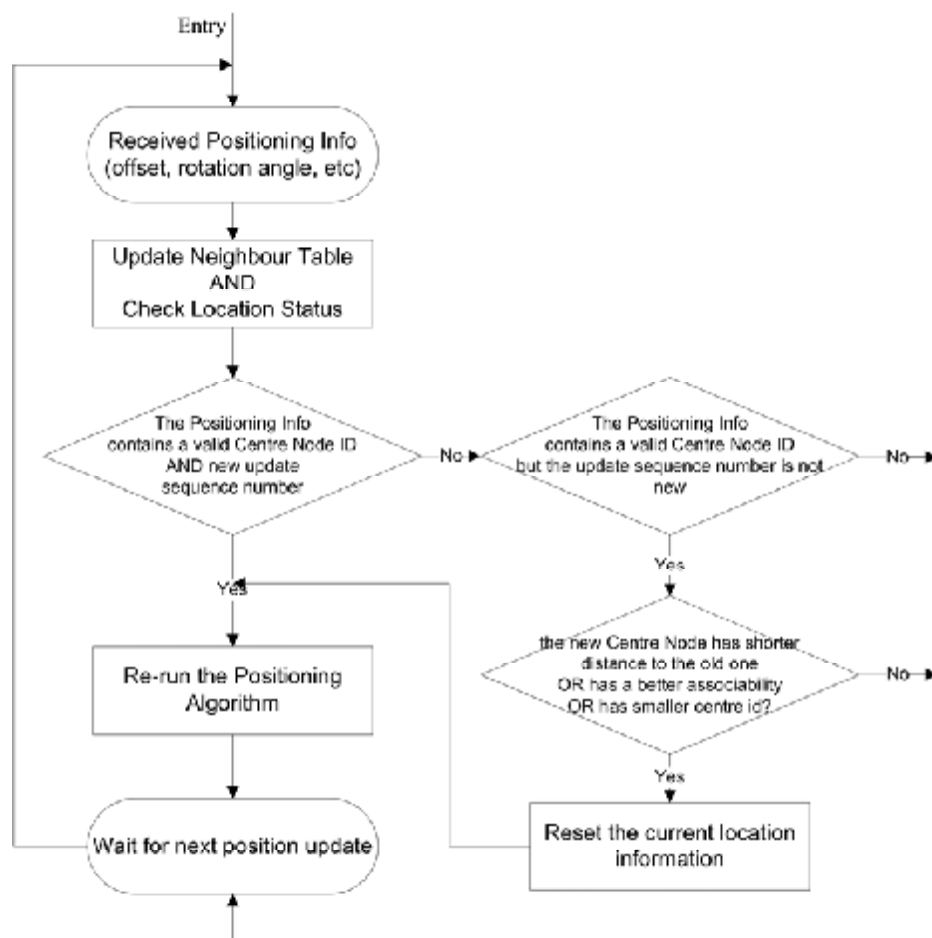 Entry
Received Positioning Info
(offset, rotation angle, etc)
Update Neighbour Table
AND
Check Location Status
The Positioning Info
contains a valid Centre Node ID
AND new update
sequence number
No
The Positioning Info
contains a valid Centre Node ID
but the update sequence number is not
new
No
Yes
Yes
the new Centre Node has shorter
distance to the old one
OR has a better associability
OR has smaller centre id?
No
Re-run the Positioning
Algorithm
Yes
Wait for next position update
Reset the current location
information